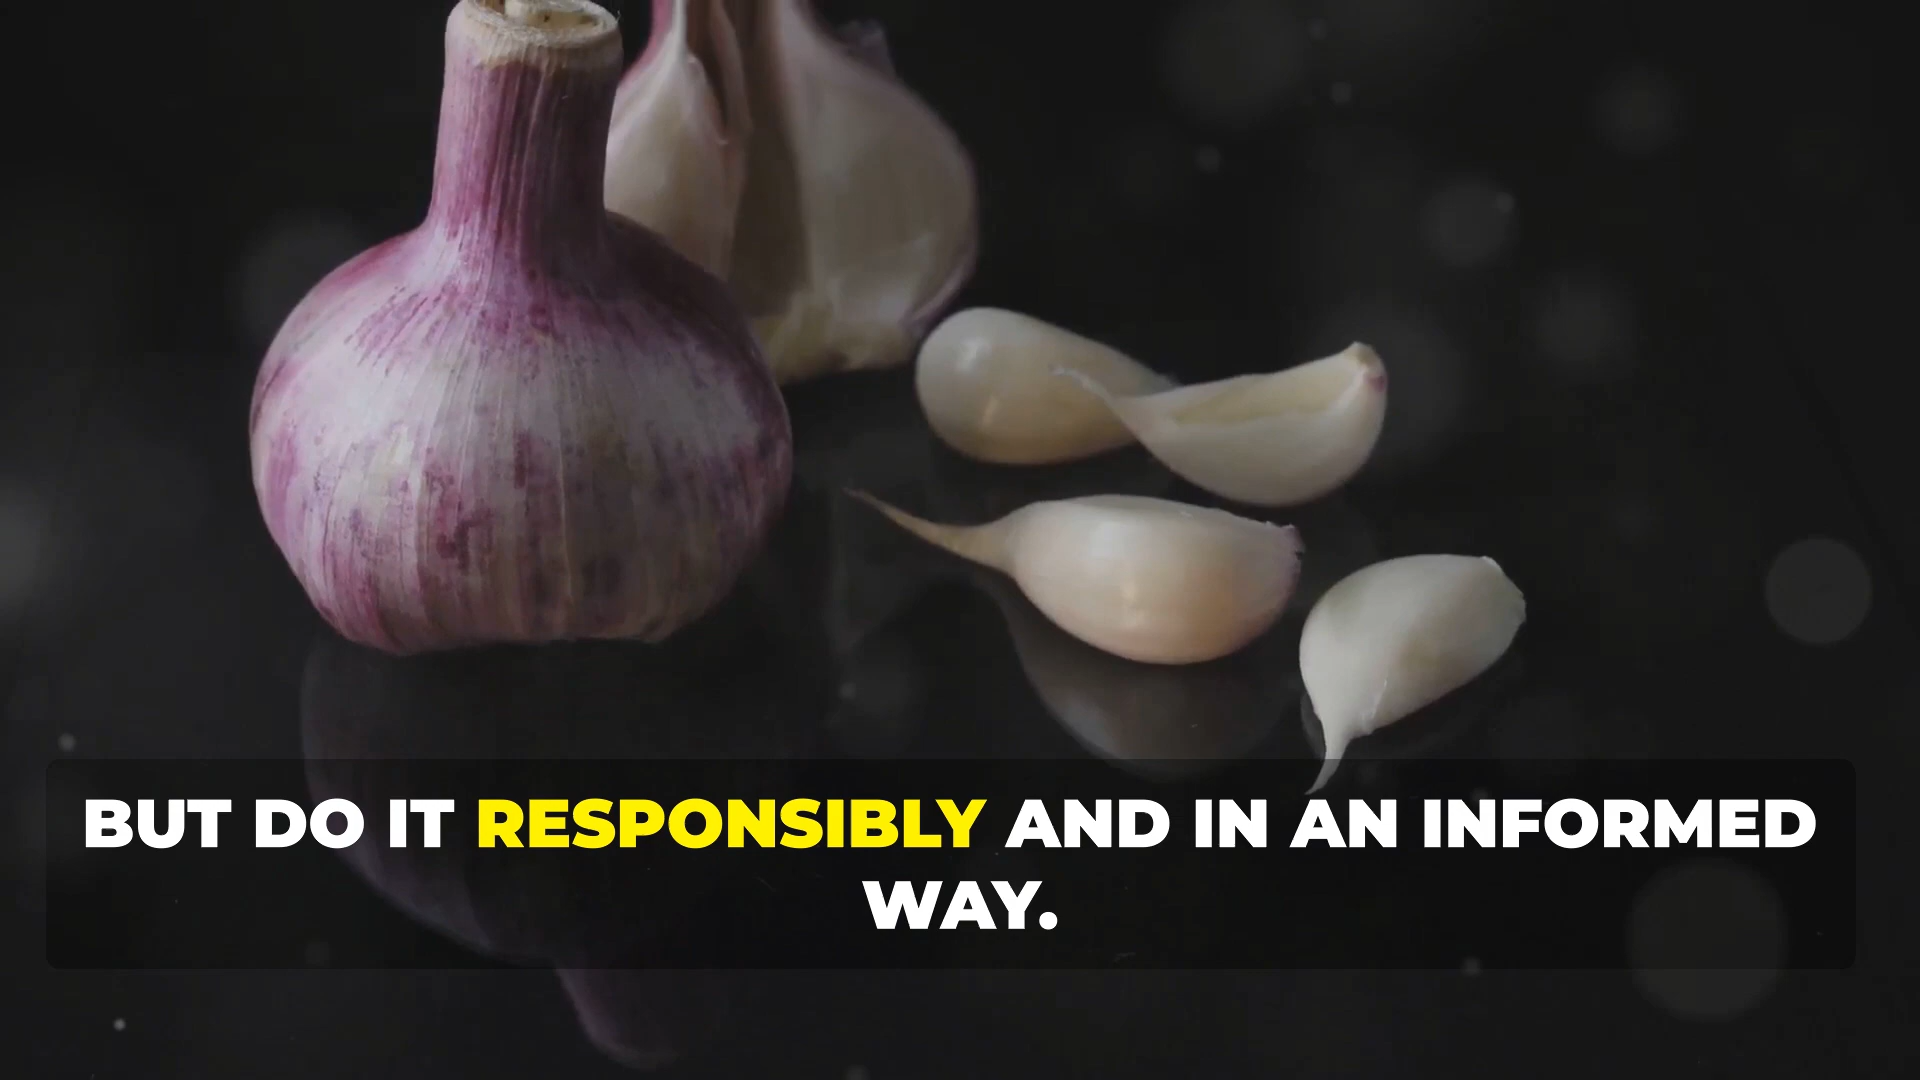 BUT DO IT RESPONSIBLY AND IN AN INFORMED
WAY.